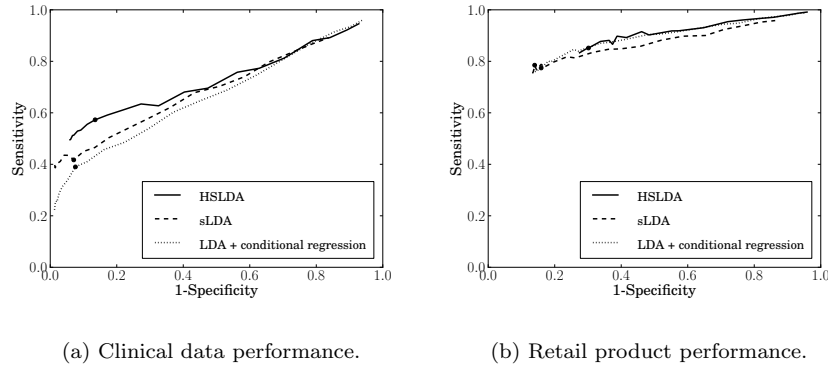 1.0
0.8
0.6
0.4
0.2
0.0
0.0 0.2 0.4 0.6 0.8 1.0
Sensitivity
1-Specificity
HSLDA
sLDA
LDA + conditional regression
(a) Clinical data performance.
1.0
0.8
0.6
0.4
0.2
0.0
0.0 0.2 0.4 0.6 0.8 1.0
Sensitivity
1-Specificity
HSLDA
sLDA
LDA + conditional regression
(b) Retail product performance.